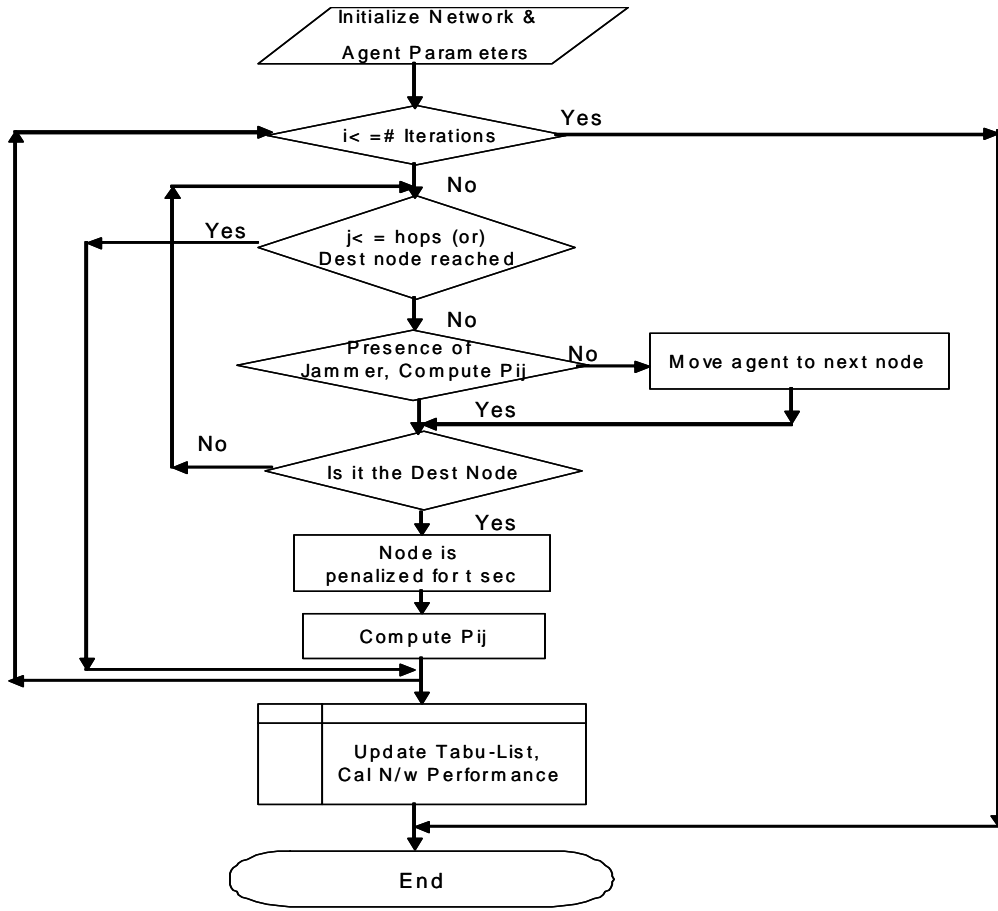 Initialize Network &
Agent Parameters
Yes
i< =# Iterations
No
Yes
j< = hops (or)
Dest node reached
No
Presence of
Jammer, Compute Pij
No
Move agent to next node
Yes
No
Is it the Dest Node
Yes
Node is
penalized for t sec
Compute Pij
Update Tabu-List,
Cal N/w Performance
End